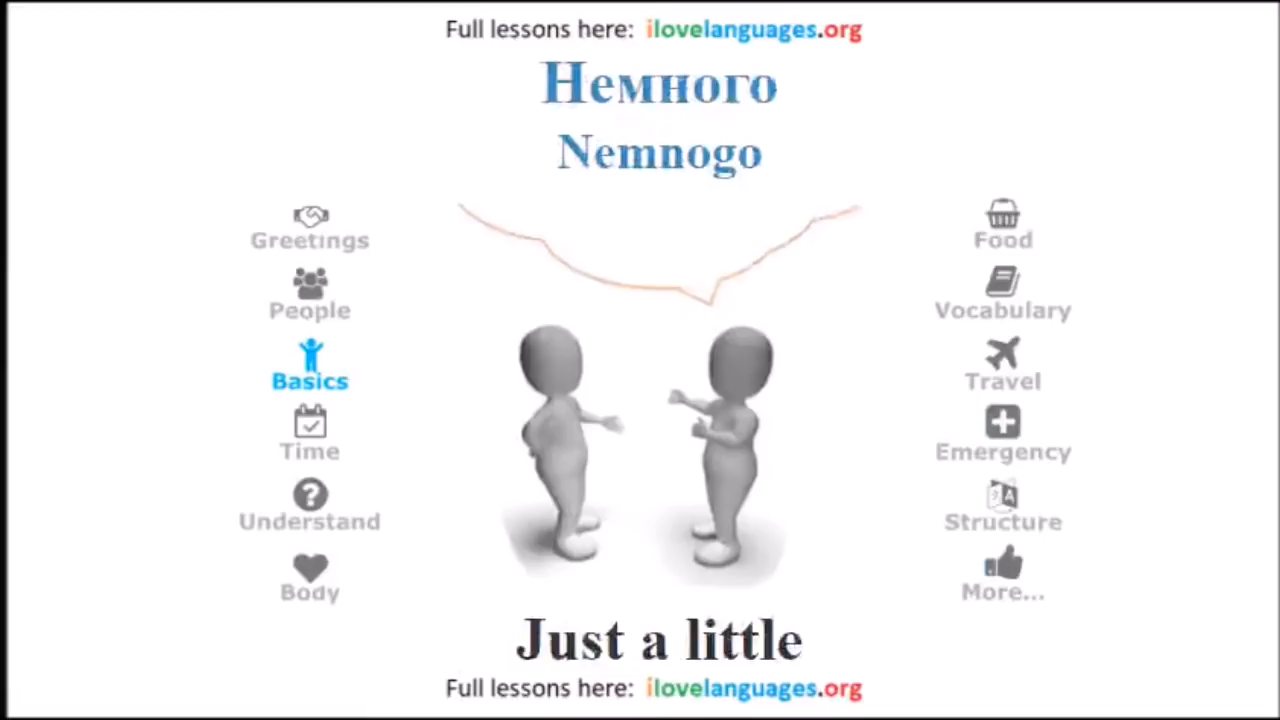 Full lessons here: ilovelanguages.org
Немного
Nemnogo
Greetings
People
Basics
Time
Understand
Body
Food
Vocabulary
Travel
Emergency
Structure
More...
Just a little
Full lessons here: ilovelanguages.org